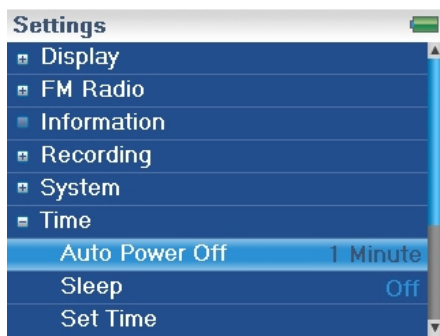 Settings
Display
FM Radio
Information
Recording
System
Time
Auto Power Off 1 Minute
Sleep Off
Set Time